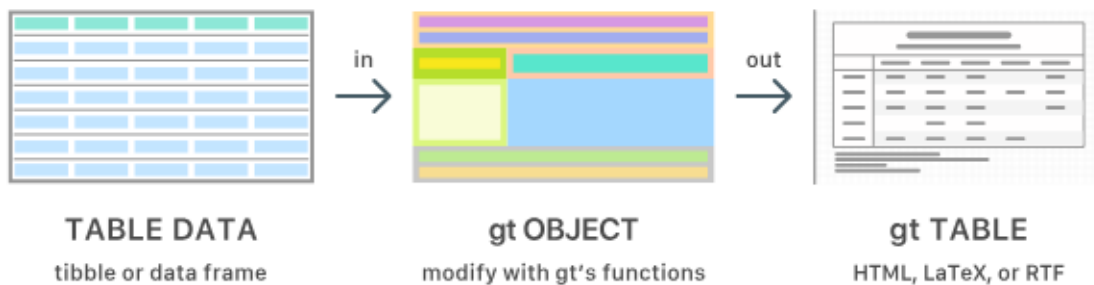 in
out
TABLE DATA
gt OBJECT
gt TABLE
tibble or data frame
modify with gt's functions
HTML, LaTeX, or RTF